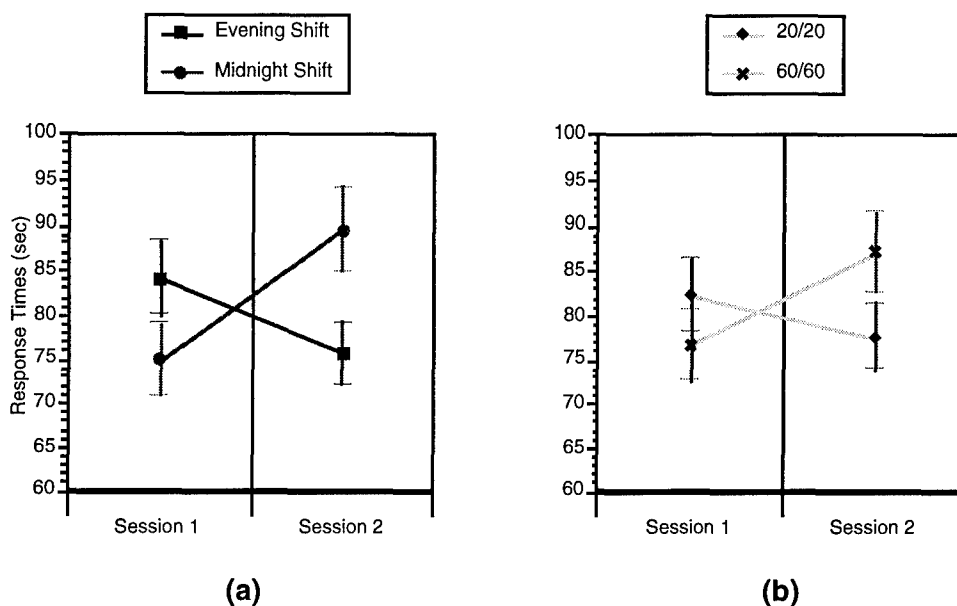 Evening Shift
Midnight Shift
20/20
60/60
Response Times (sec)
100
95
90
85
80
75
70
65
60
Session 1 Session 2
(a)
100
95
90
85
80
75
70
65
60
Session 1 Session 2
(b)